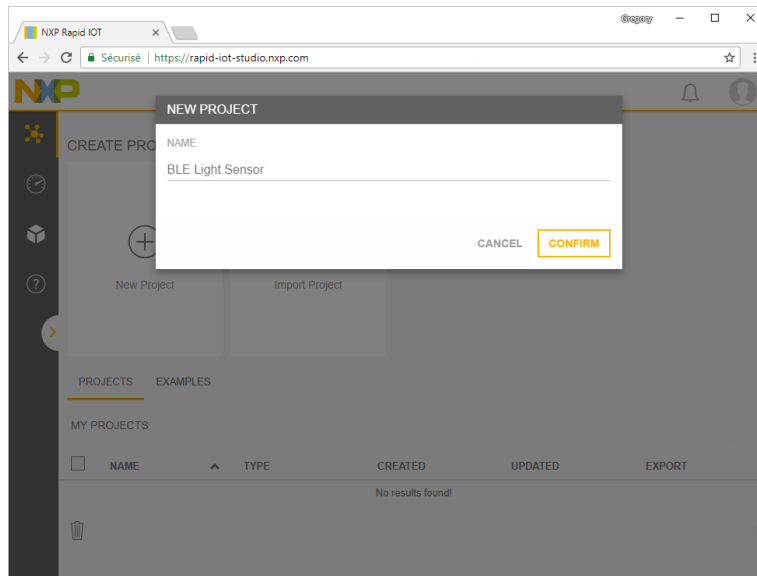 Gregory
NXP Rapid IOT
Sécurisé | https://rapid-iot-studio.nxp.com
NXP
NEW PROJECT
CREATE PRO
NAME
BLE Light Sensor
CANCEL CONFIRM
New Project Import Project
PROJECTS EXAMPLES
MY PROJECTS
NAME TYPE CREATED UPDATED EXPORT
No results found!